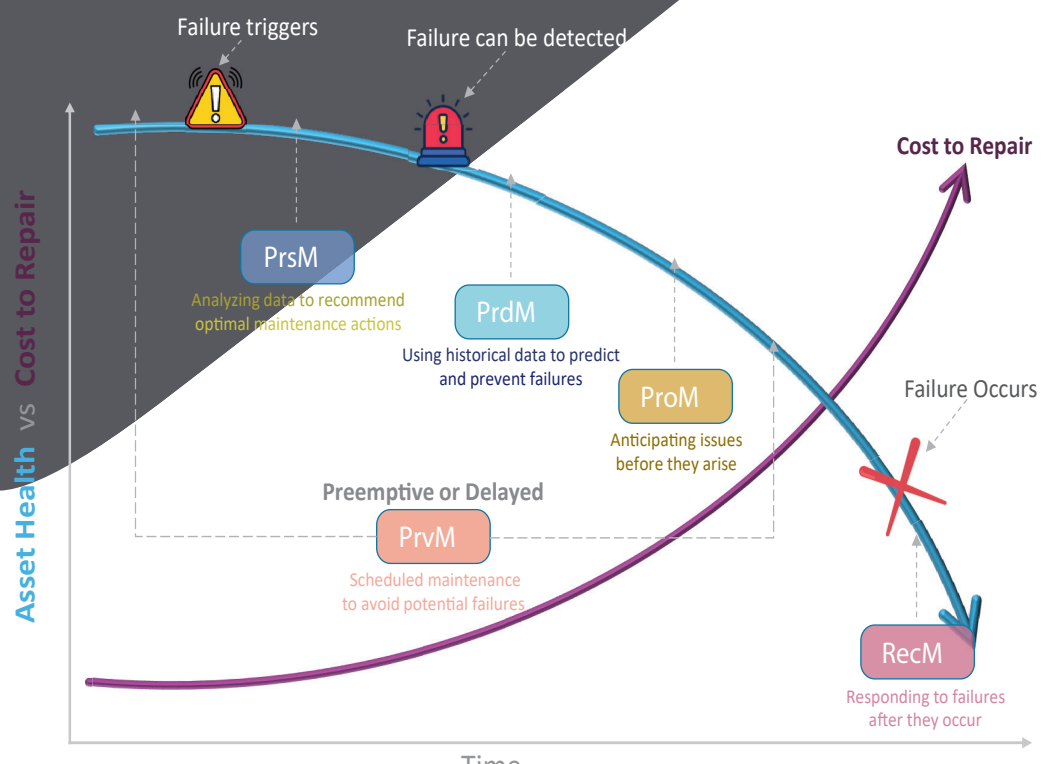 Failure triggers
Failure can be detected
Cost to Repair
PrsM
Analyzing data to recommend
optimal maintenance actions
PrdM
Using historical data to predict
and prevent failures
ProM
Anticipating issues
before they arise
Failure Occurs
Preemptive or Delayed
PrvM
Scheduled maintenance
to avoid potential failures
RecM
Responding to failures
after they occur
Asset Health vs Cost to Repair
Time